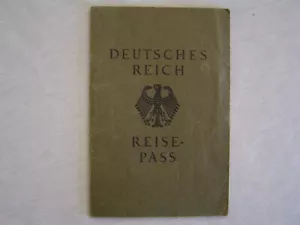 DEUTSCHES
REICH
REISE-
PASS